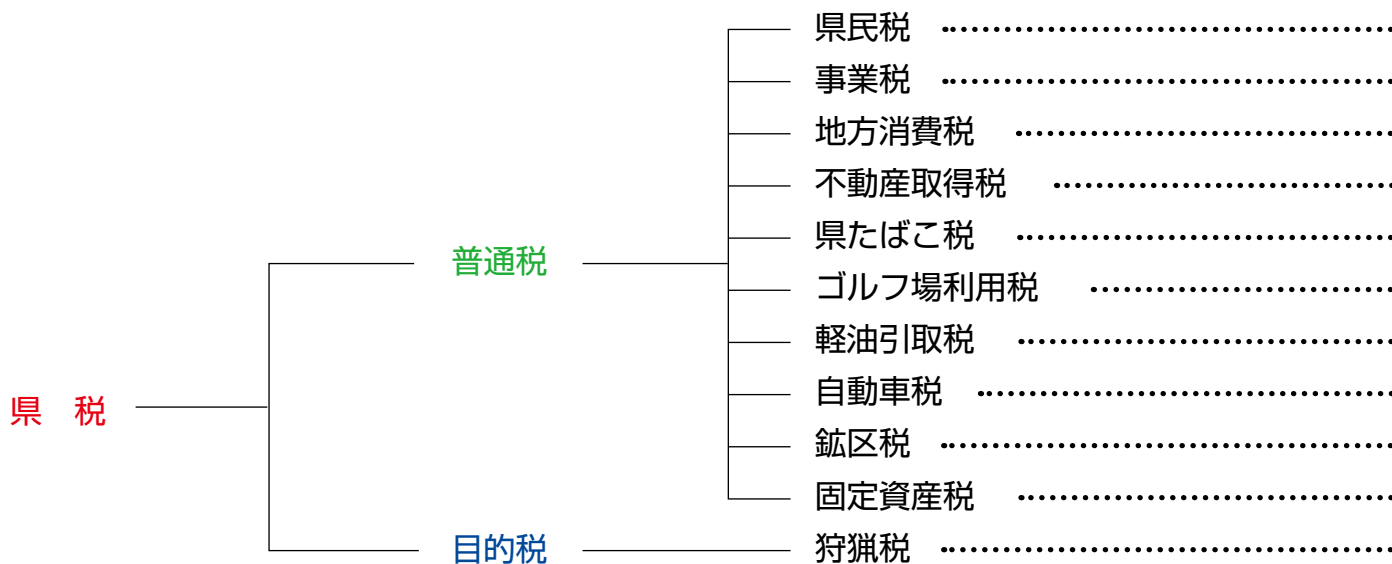 県民税
事業税
地方消費税
不動産取得税
県たばこ税
普通税
ゴルフ場利用税
軽油引取税
自動車税
県　税
鉱区税
固定資産税
目的税
狩猟税